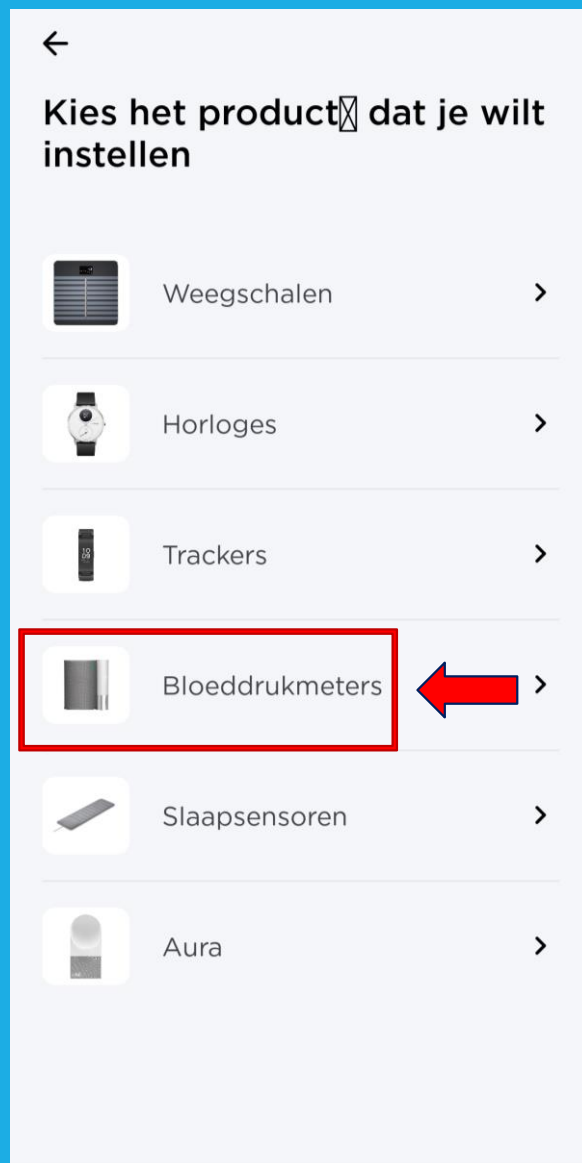 Kies het product dat je wilt
instellen
Weegschalen
Horloges
Trackers
Bloeddrukmeters
Slaapsensoren
Aura